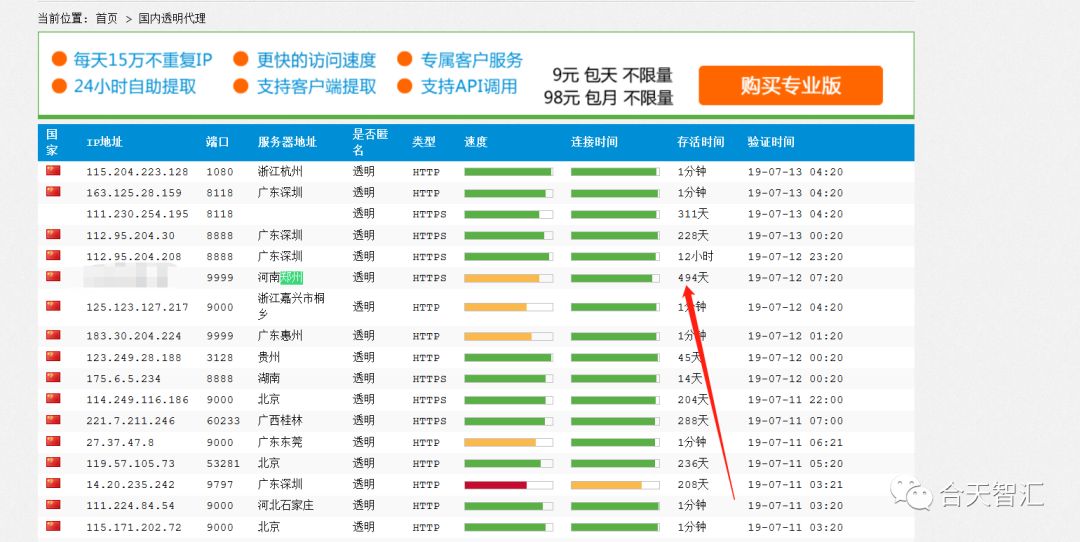 当前位置: 首页 > 国内透明代理
每天15万不重复IP 更快的访问速度 专属客户服务
24小时自助提取 支持客户端提取 支持API调用
9元 包天 不限量
98元 包月 不限量
购买专业版
国家 IP地址 端口 服务器地址 是否匿名 类型 速度 连接时间 存活时间 验证时间
115.204.223.128 1080 浙江杭州 透明 HTTP 1分钟 19-07-13 04:20
163.125.28.159 8118 广东深圳 透明 HTTP 1分钟 19-07-13 04:20
111.230.254.195 8118 透明 HTTPS 311天 19-07-13 04:20
112.95.204.30 8888 广东深圳 透明 HTTPS 228天 19-07-13 00:20
112.95.204.208 8888 广东深圳 透明 HTTPS 12小时 19-07-12 23:20
9999 河南郑州 透明 HTTPS 494天 19-07-12 07:20
125.123.127.217 9000 浙江嘉兴市桐乡 透明 HTTP 1分钟 19-07-12 04:20
183.30.204.224 9999 广东惠州 透明 HTTP 1分钟 19-07-12 01:20
123.249.28.188 3128 贵州 透明 HTTP 45天 19-07-12 00:20
175.6.5.234 8888 湖南 透明 HTTPS 14天 19-07-12 00:20
114.249.116.186 9000 北京 透明 HTTPS 204天 19-07-11 22:00
221.7.211.246 60233 广西桂林 透明 HTTPS 288天 19-07-11 07:00
27.37.47.8 9000 广东东莞 透明 HTTP 1分钟 19-07-11 06:21
119.57.105.73 53281 北京 透明 HTTP 236天 19-07-11 05:20
14.20.235.242 9797 广东深圳 透明 HTTP 208天 19-07-11 03:21
111.224.84.54 9000 河北石家庄 透明 HTTP 1分钟 19-07-11 03:20
115.171.202.72 9000 北京 透明 HTTP 1分钟 19-07-11 03:20
合天智汇